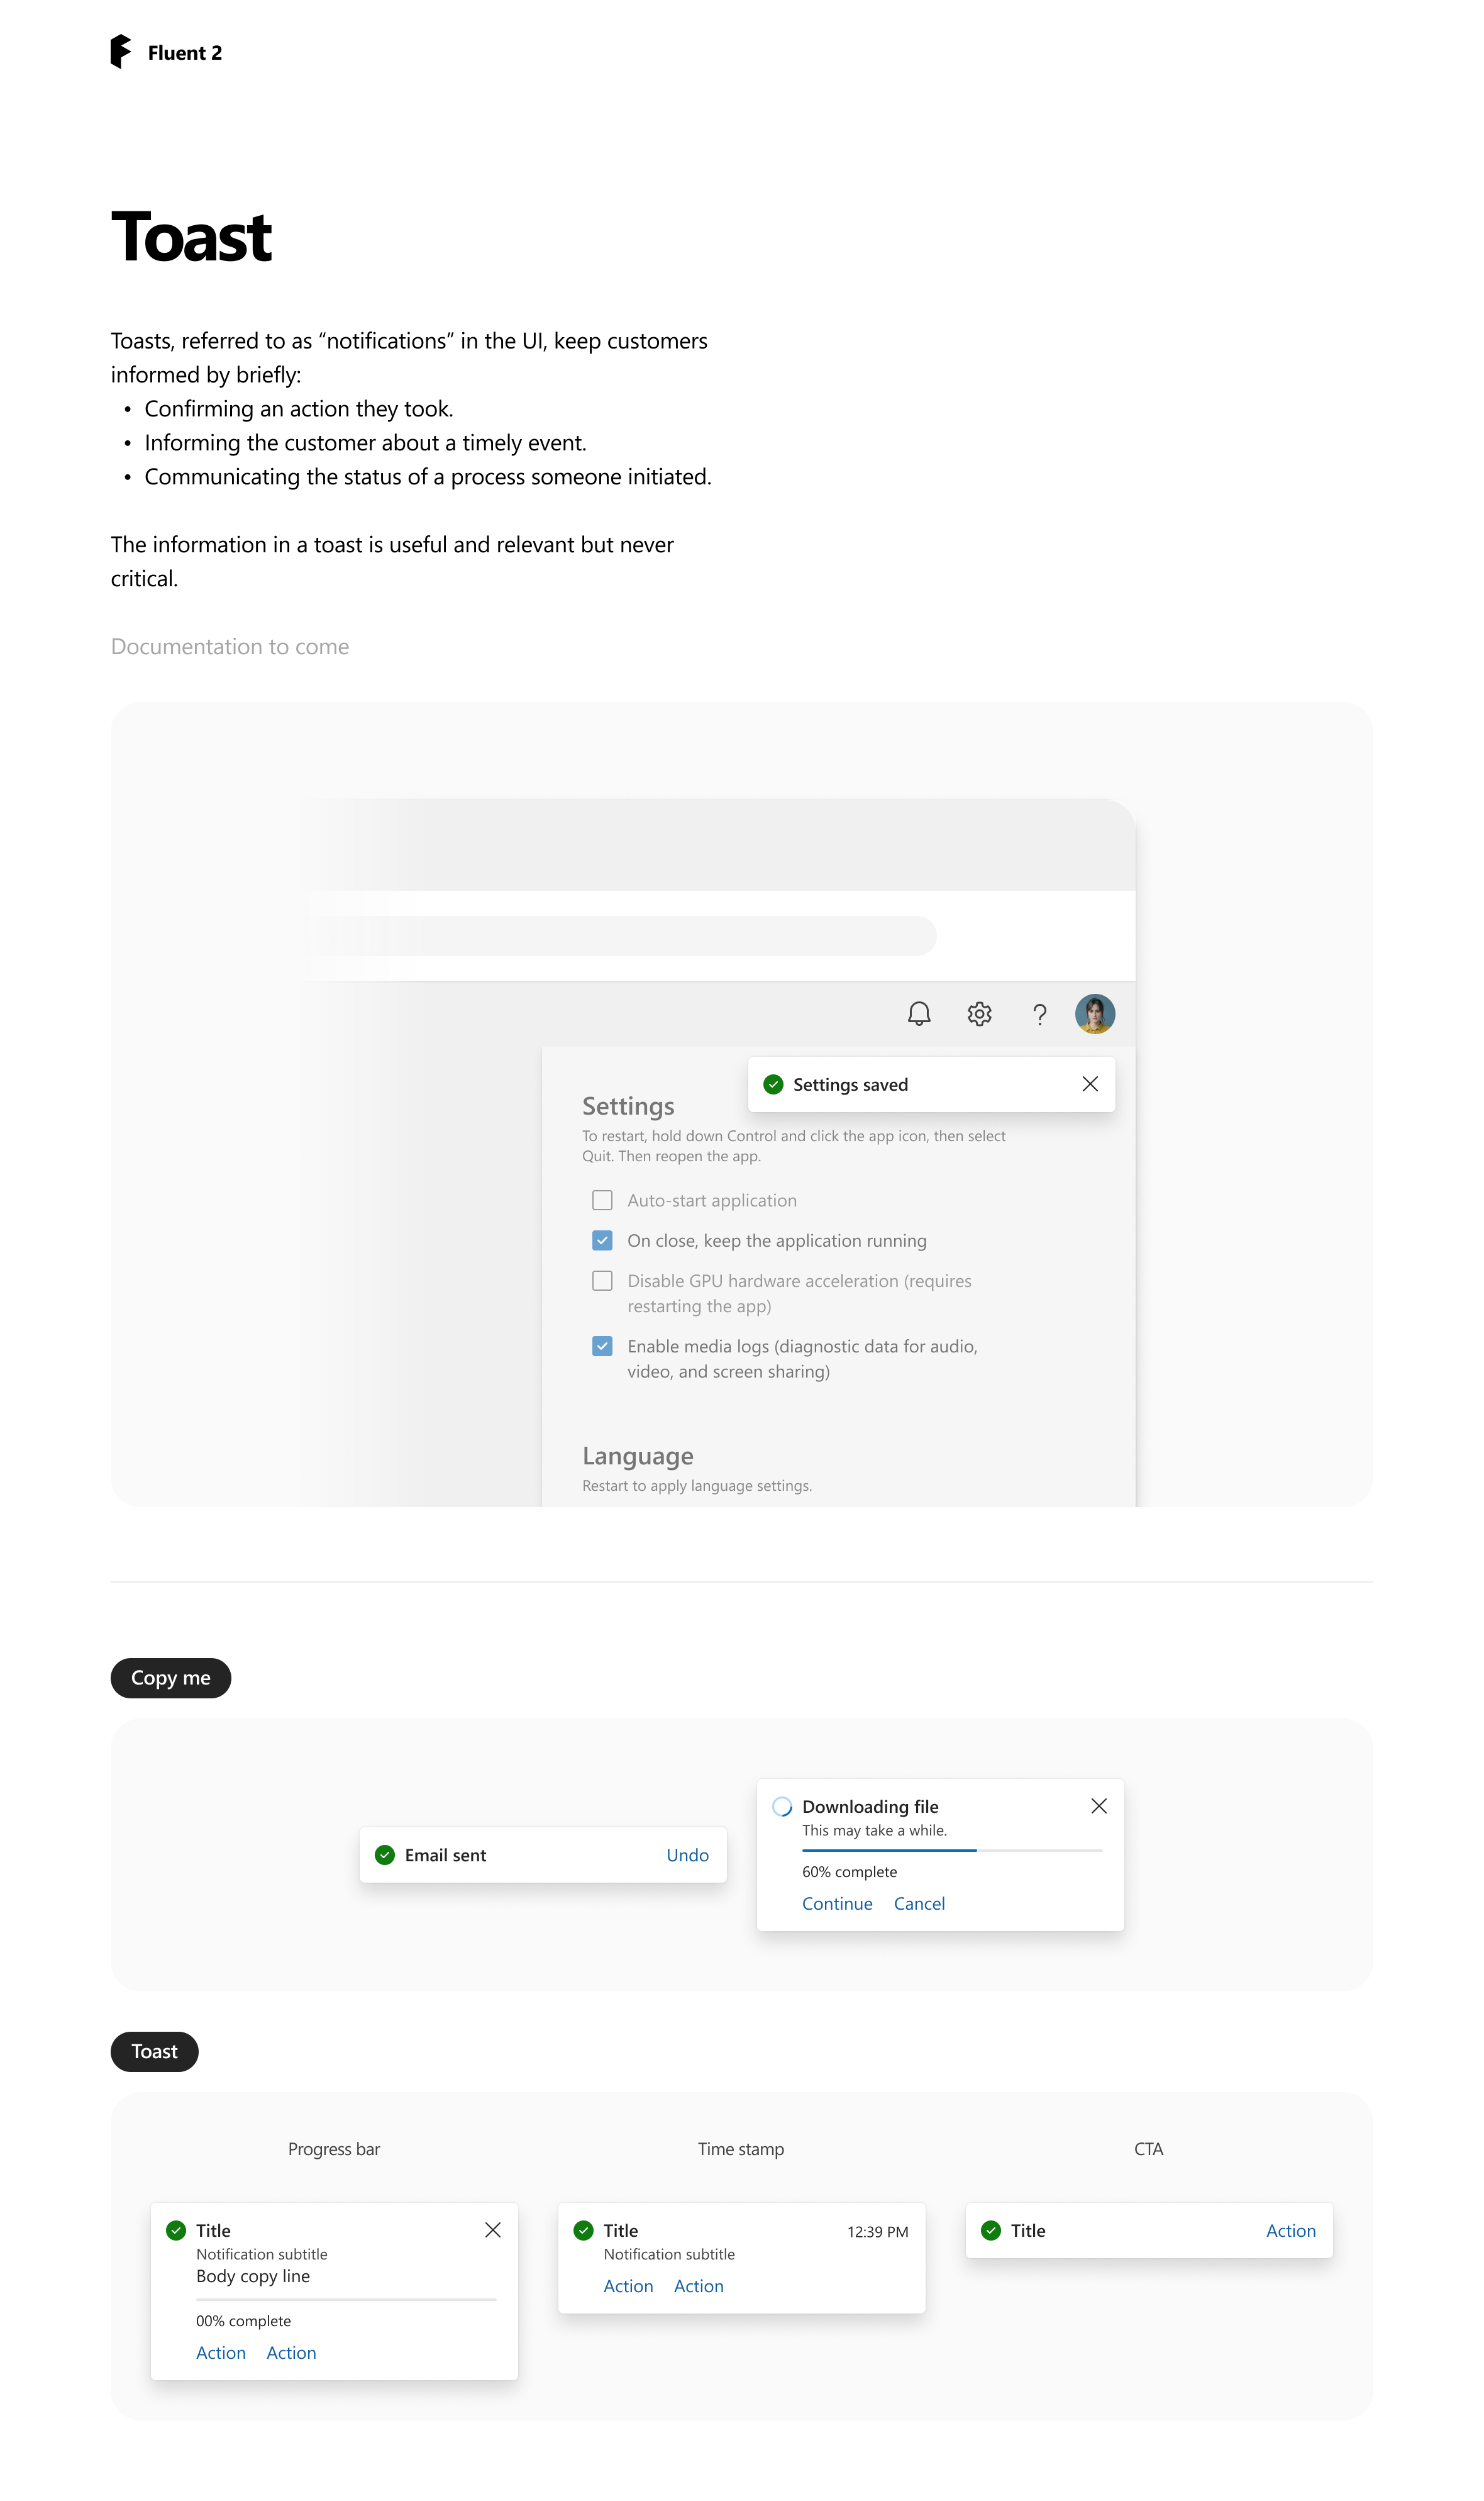 Fluent 2
Toast
Toasts, referred to as “notifications” in the UI, keep customers
informed by briefly:
• Confirming an action they took.
• Informing the customer about a timely event.
• Communicating the status of a process someone initiated.
The information in a toast is useful and relevant but never
critical.
Documentation to come
Settings saved
Settings
To restart, hold down Control and click the app icon, then select
Quit. Then reopen the app.
Auto-start application
On close, keep the application running
Disable GPU hardware acceleration (requires
restarting the app)
Enable media logs (diagnostic data for audio,
video, and screen sharing)
Language
Restart to apply language settings.
Copy me
Email sent
Undo
Downloading file
This may take a while.
60% complete
Continue Cancel
Toast
Progress bar
Title
Notification subtitle
Body copy line
00% complete
Action Action
Time stamp
Title
12:39 PM
Notification subtitle
Action Action
CTA
Title
Action